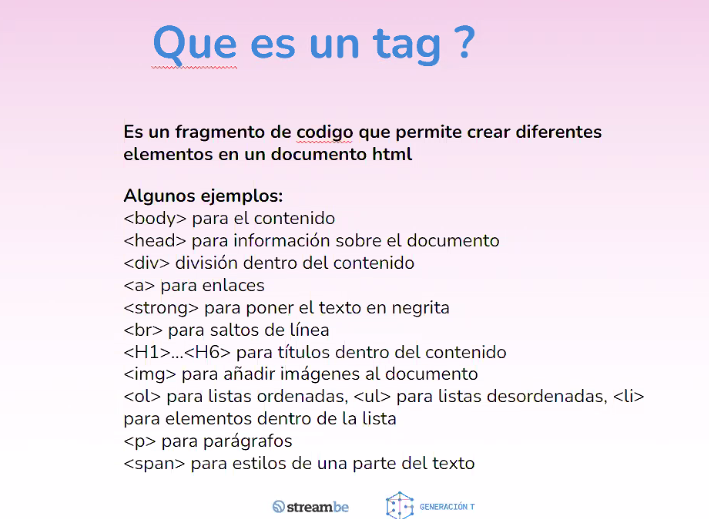 Que es un tag ?
Es un fragmento de codigo que permite crear diferentes
elementos en un documento html
Algunos ejemplos:
<body> para el contenido
<head> para información sobre el documento
<div> división dentro del contenido
<a> para enlaces
<strong> para poner el texto en negrita
<br> para saltos de línea
<H1>...<H6> para títulos dentro del contenido
<img> para añadir imágenes al documento
<ol> para listas ordenadas, <ul> para listas desordenadas, <li>
para elementos dentro de la lista
<p> para parágrafos
<span> para estilos de una parte del texto
streambe
GENERACIÓN T